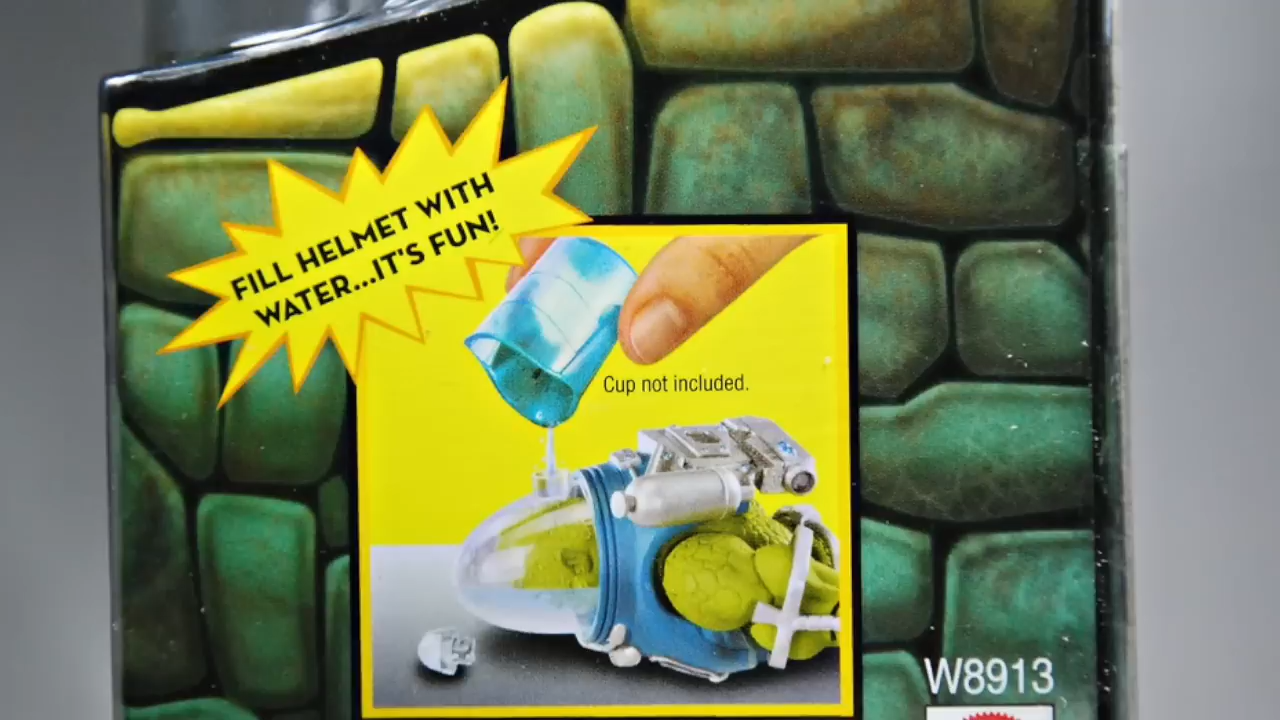 FILL HELMET WITH
WATER...IT'S FUN!
Cup not included.
W8913